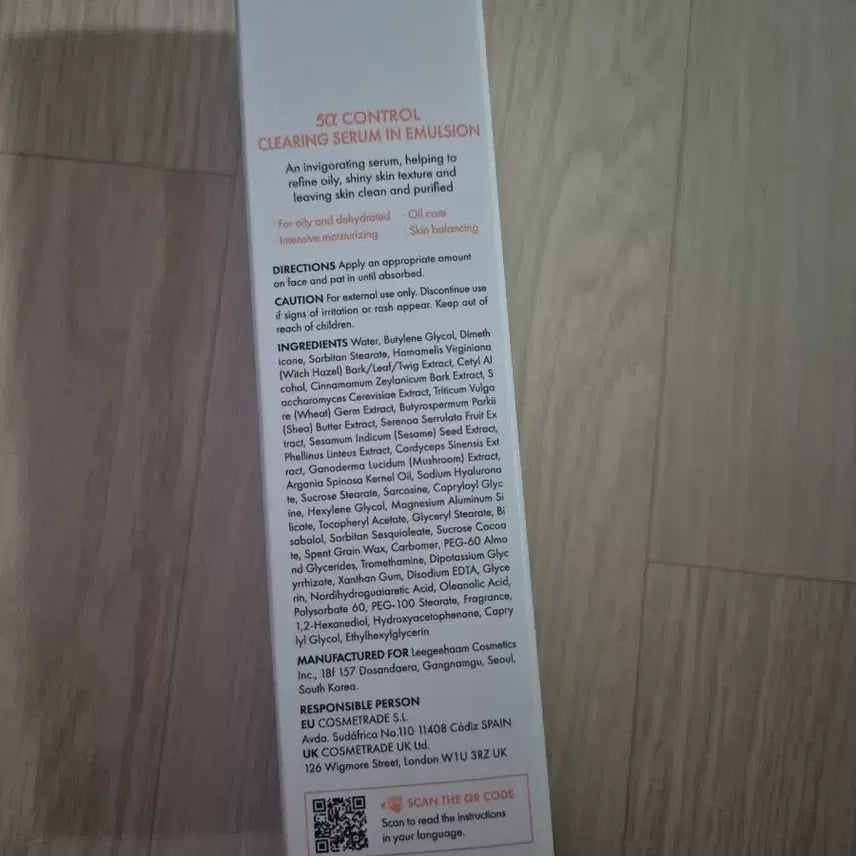 5α CONTROL
CLEARING SERUM IN EMULSION
An invigorating serum, helping to
refine oily, shiny skin texture and
leaving skin clean and purified
· For oily and dehydrated · Oil care
· Intensive moisturizing · Skin balancing
DIRECTIONS Apply an appropriate amount
on face and pat in until absorbed.
CAUTION For external use only. Discontinue use
if signs of irritation or rash appear. Keep out of
reach of children.
INGREDIENTS Water, Butylene Glycol, Dimeth
icone, Sorbitan Stearate, Hamamelis Virginiana
(Witch Hazel) Bark/Leaf/Twig Extract, Cetyl Al
cohol, Cinnamomum Zeylanicum Bark Extract, S
accharomyces Cerevisiae Extract, Triticum Vulga
re (Wheat) Germ Extract, Butyrospermum Parkii
(Shea) Butter Extract, Serenoa Serrulata Fruit Ex
tract, Sesamum Indicum (Sesame) Seed Extract,
Phellinus Linteus Extract, Cordyceps Sinensis Ext
ract, Ganoderma Lucidum (Mushroom) Extract,
Argania Spinosa Kernel Oil, Sodium Hyalurona
te, Sucrose Stearate, Sarcosine, Capryloyl Glyc
ine, Hexylene Glycol, Magnesium Aluminum Si
licate, Tocopheryl Acetate, Glyceryl Stearate, Bi
sabolol, Sorbitan Sesquioleate, Sucrose Cocoa
te, Spent Grain Wax, Carbomer, PEG-60 Almo
nd Glycerides, Tromethamine, Dipotassium Glyc
yrrhizate, Xanthan Gum, Disodium EDTA, Glyce
rin, Nordihydroguaiaretic Acid, Oleanolic Acid,
Polysorbate 60, PEG-100 Stearate, Fragrance,
1,2-Hexanediol, Hydroxyacetophenone, Capry
lyl Glycol, Ethylhexylglycerin
MANUFACTURED FOR Leegeehaam Cosmetics
Inc., 18f 157 Dosandaero, Gangnamgu, Seoul,
South Korea.
RESPONSIBLE PERSON
EU COSMETRADE S.L.
Avda. Sudáfrica No.110 11408 Cádiz SPAIN
UK COSMETRADE UK Ltd.
126 Wigmore Street, London W1U 3RZ UK
SCAN THE QR CODE
Scan to read the instructions
in your language.